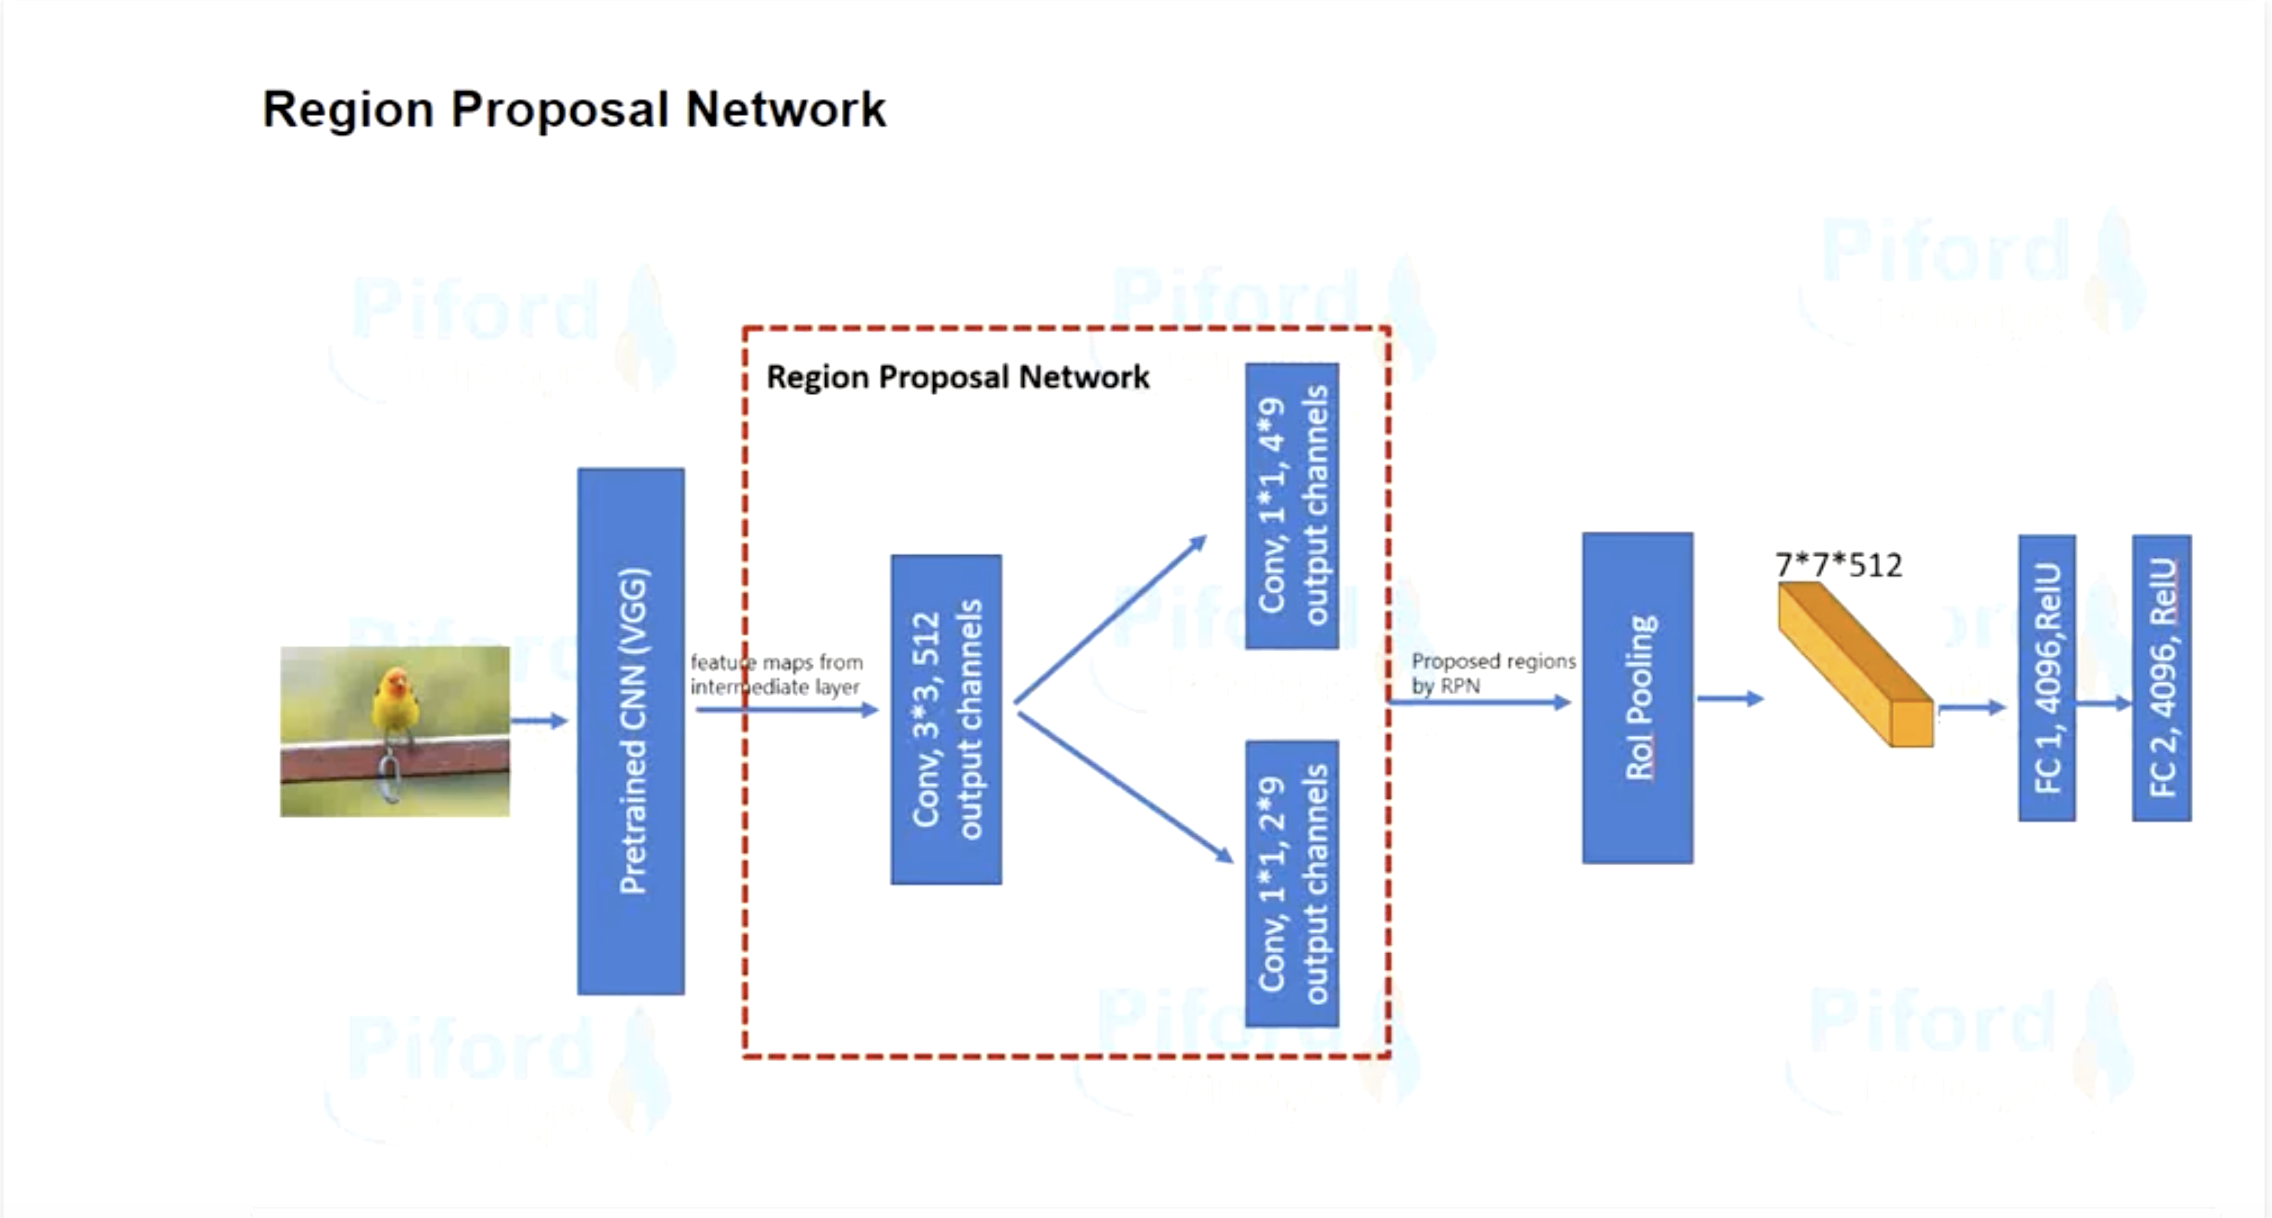 Region Proposal Network
Piford
Piford
Piford
Region Proposal Network
Conv, 1*1, 4*9
output channels
Pretrained CNN (VGG)
feature maps from
intermediate layer
Conv, 3*3, 512
output channels
Conv, 1*1, 2*9
output channels
Proposed regions
by RPN
RoI Pooling
7*7*512
FC 1, 4096,RelU
FC 2, 4096, RelU
Piford
Piford
Piford